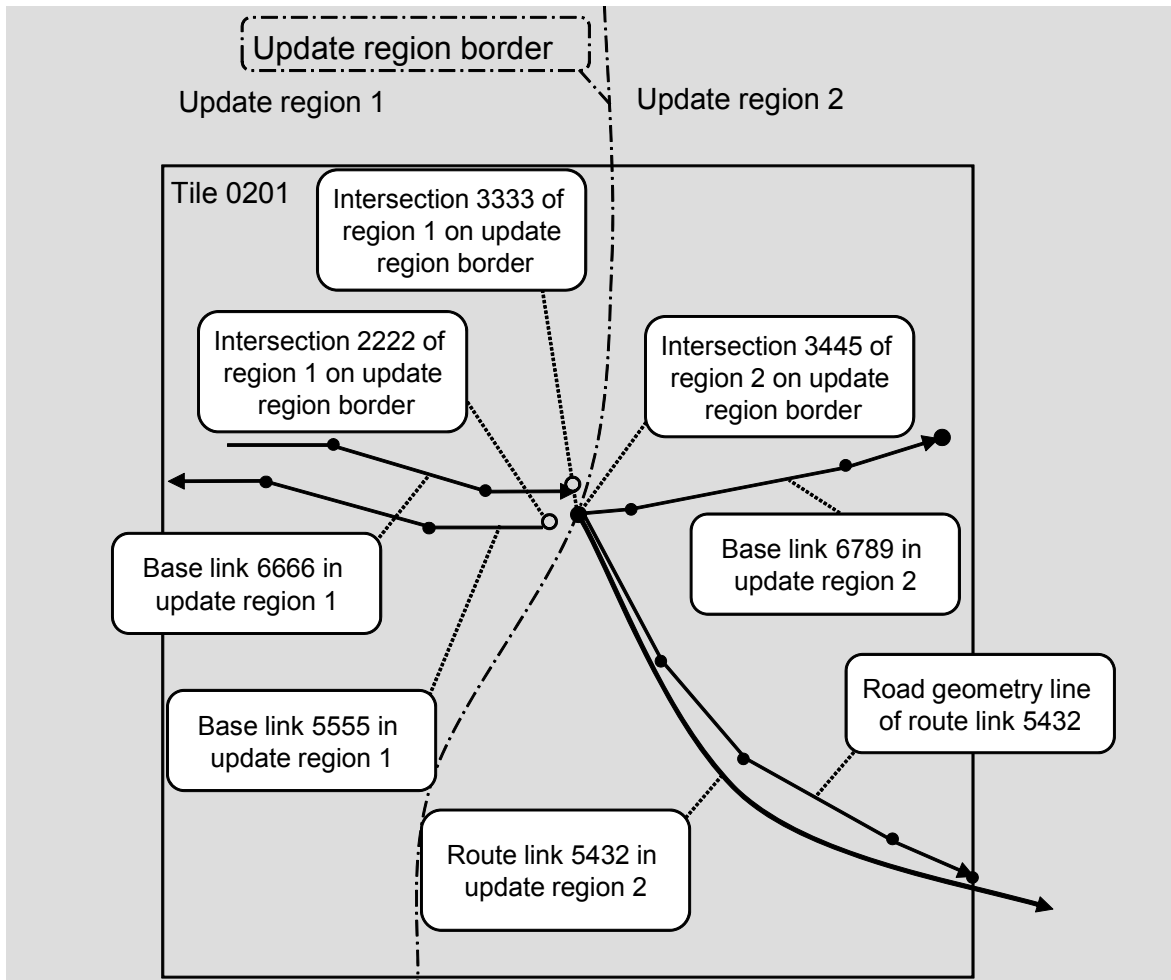 Update region border
Update region 1
Update region 2
Tile 0201
Intersection 3333 of
region 1 on update
region border
Intersection 2222 of
region 1 on update
region border
Intersection 3445 of
region 2 on update
region border
Base link 6666 in
update region 1
Base link 6789 in
update region 2
Base link 5555 in
update region 1
Road geometry line
of route link 5432
Route link 5432 in
update region 2